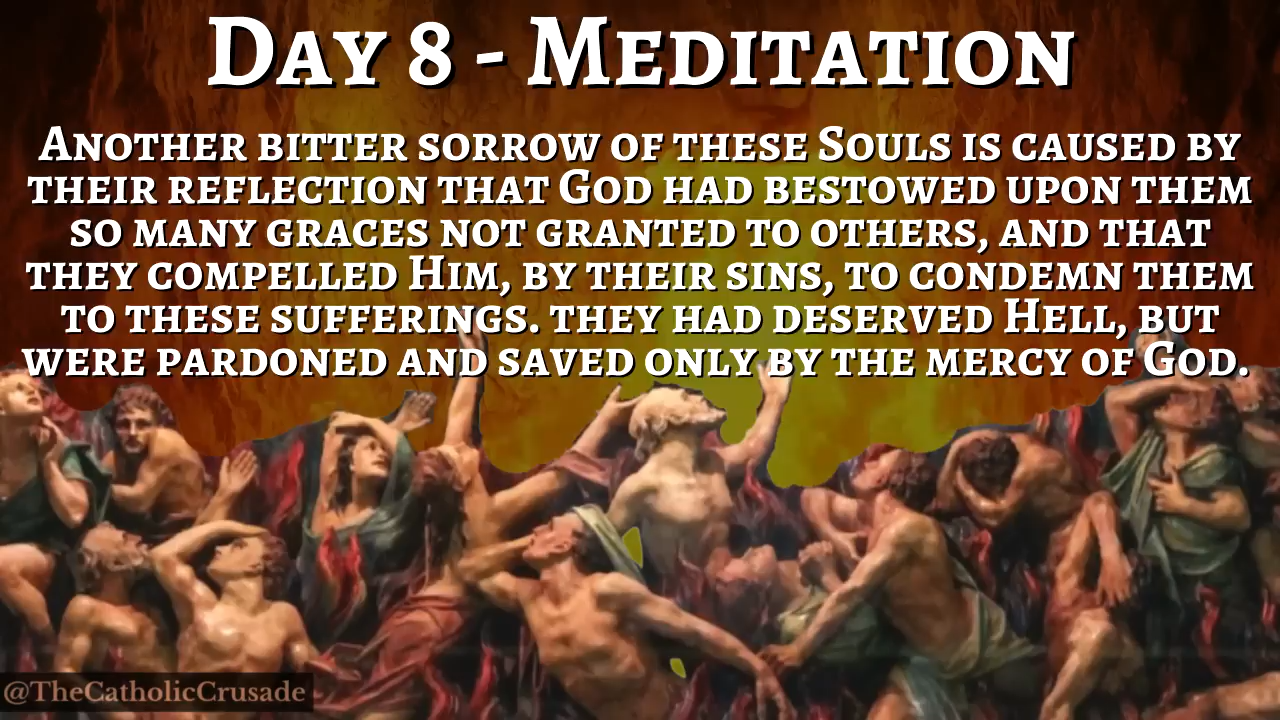 Day 8 - Meditation
Another bitter sorrow of these Souls is caused by
their reflection that God had bestowed upon them
so many graces not granted to others, and that
they compelled Him, by their sins, to condemn them
to these sufferings. they had deserved Hell, but
were pardoned and saved only by the mercy of God.
@TheCatholicCrusade